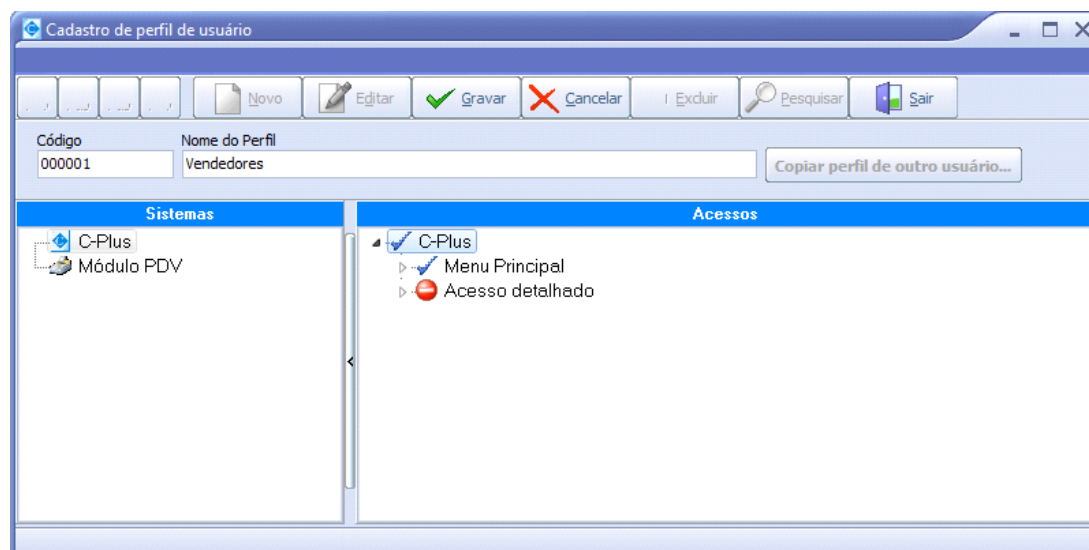 Cadastro de perfil de usuário
Novo Editar Gravar Cancelar Excluir Pesquisar Sair
Código Nome do Perfil
000001 Vendedores Copiar perfil de outro usuário...
Sistemas Acessos
C-Plus C-Plus
Módulo PDV Menu Principal
Acesso detalhado